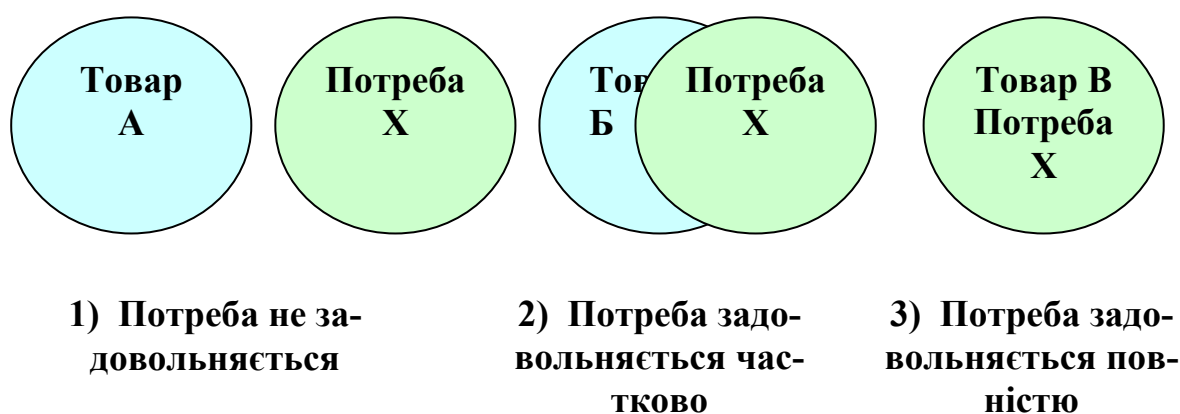 Товар
А
Потреба
Х
Тов
Б
Потреба
Х
Товар В
Потреба
Х
1) Потреба не за-
довольняється
2) Потреба задо-
вольняється час-
тково
3) Потреба задо-
вольняється пов-
ністю